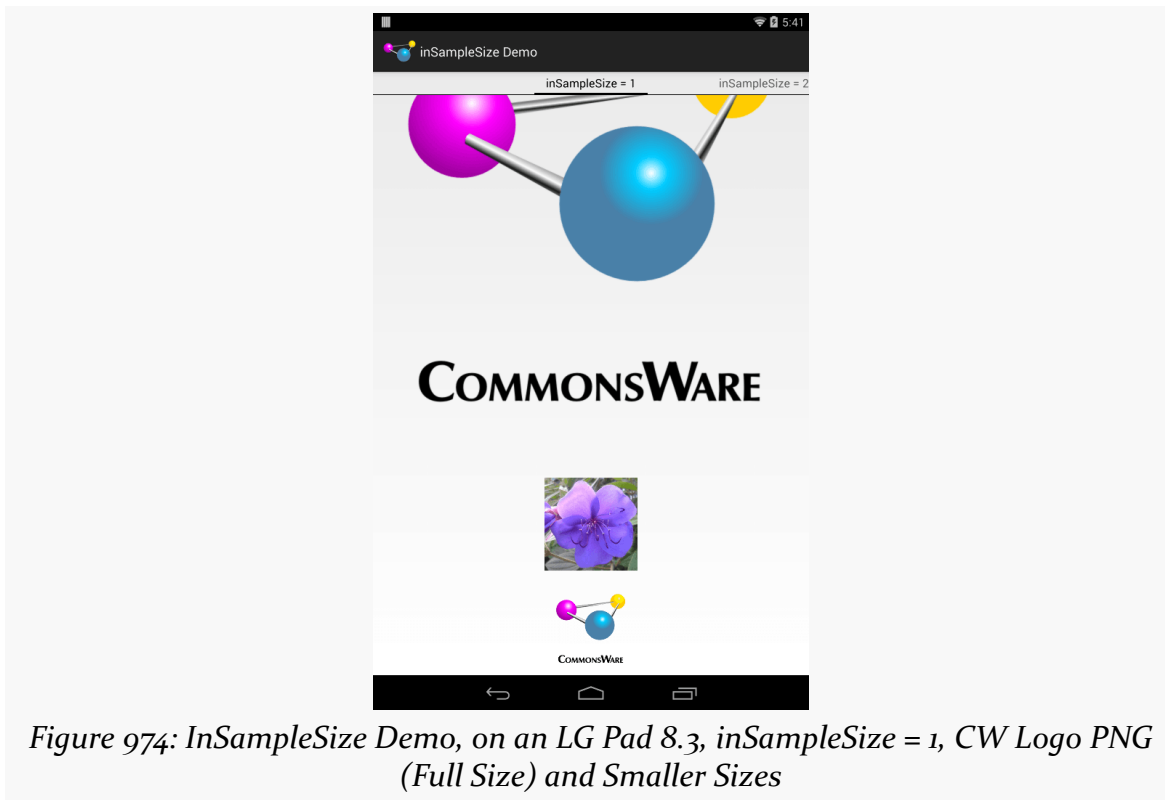 5:41
inSampleSize Demo
inSampleSize = 1
inSampleSize = 2
COMMONSWARE
COMMONSWARE
Figure 974: InSampleSize Demo, on an LG Pad 8.3, inSampleSize = 1, CW Logo PNG
(Full Size) and Smaller Sizes